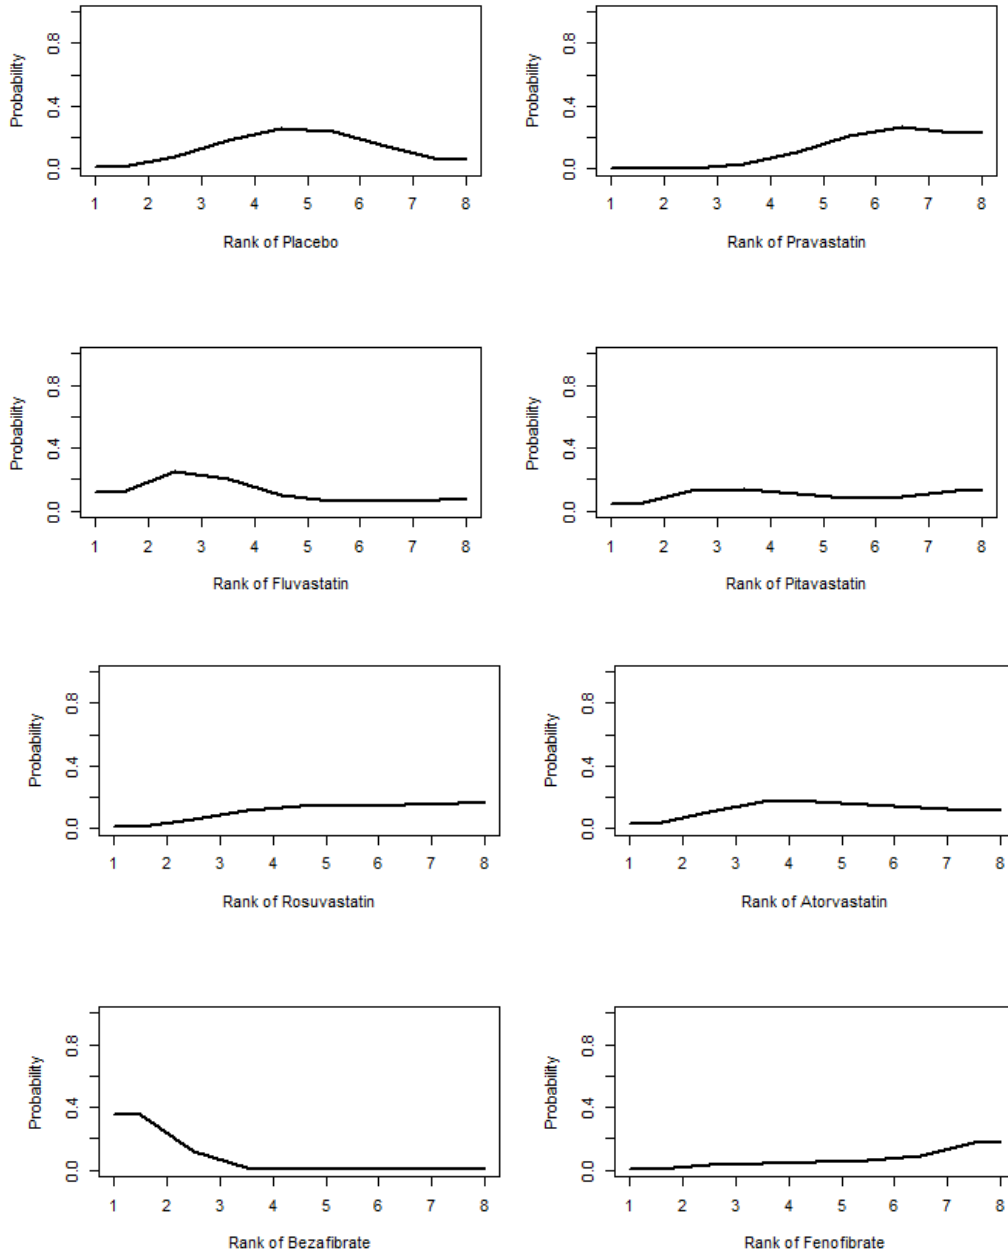 Probability
0.8
0.4
0.0
1 2 3 4 5 6 7 8
Rank of Placebo
Probability
0.8
0.4
0.0
1 2 3 4 5 6 7 8
Rank of Pravastatin
Probability
0.8
0.4
0.0
1 2 3 4 5 6 7 8
Rank of Fluvastatin
Probability
0.8
0.4
0.0
1 2 3 4 5 6 7 8
Rank of Pitavastatin
Probability
0.8
0.4
0.0
1 2 3 4 5 6 7 8
Rank of Rosuvastatin
Probability
0.8
0.4
0.0
1 2 3 4 5 6 7 8
Rank of Atorvastatin
Probability
0.8
0.4
0.0
1 2 3 4 5 6 7 8
Rank of Bezafibrate
Probability
0.8
0.4
0.0
1 2 3 4 5 6 7 8
Rank of Fenofibrate